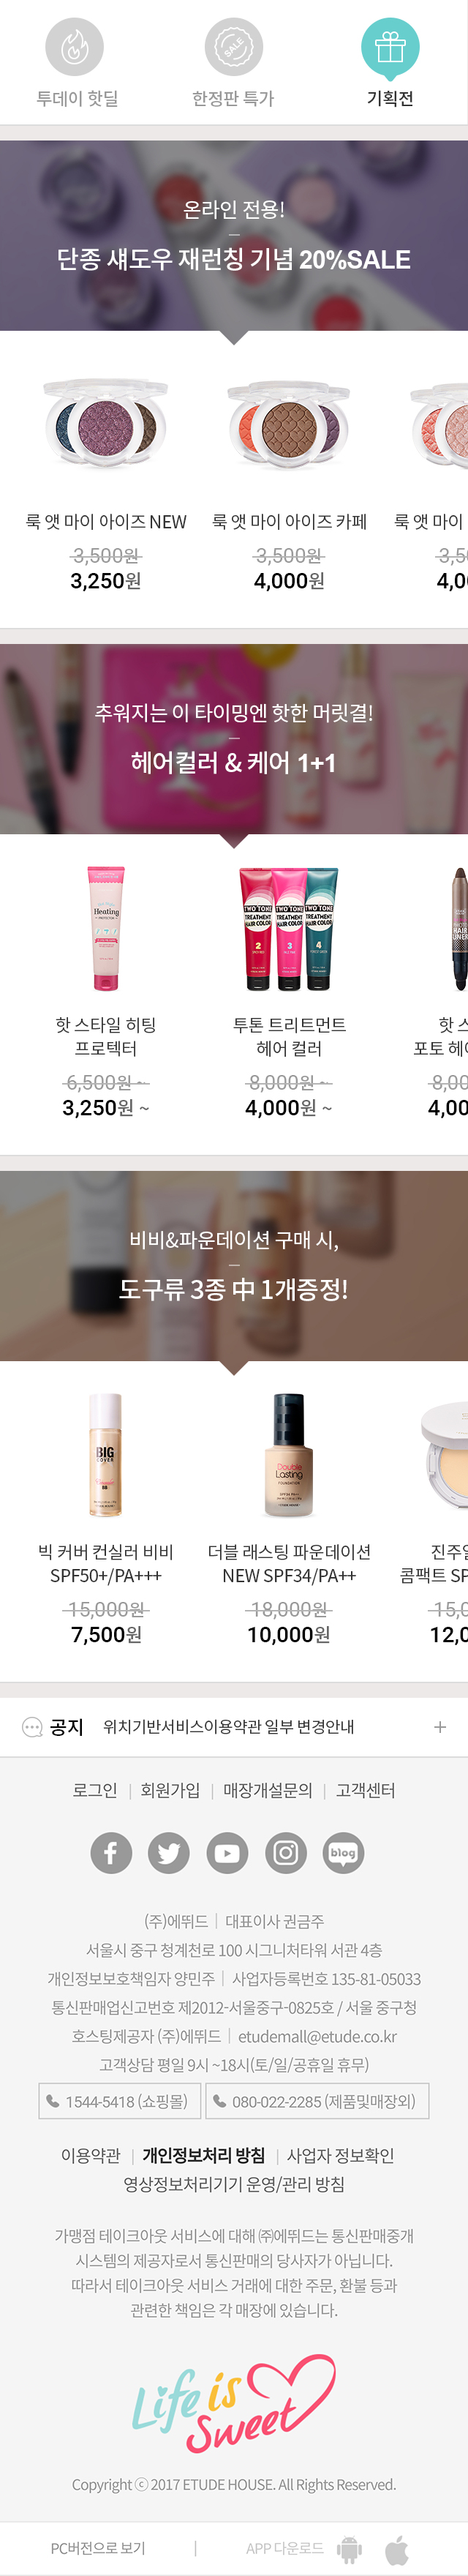 SALE
투데이 핫딜 한정판 특가 기획전
온라인 전용!
단종 섀도우 재런칭 기념 20%SALE
룩 앳 마이 아이즈 NEW 룩 앳 마이 아이즈 카페 룩 앳 마이
3,500원 3,500원 3,5
3,250원 4,000원 4,0
추워지는 이 타이밍엔 핫한 머릿결!
헤어컬러 & 케어 1+1
Heating
TWO TONE TWO TONE TWO TONE
TREATMENT TREATMENT TREATMENT
HAIR COLOR HAIR COLOR HAIR COLOR
2 3 4
핫 스타일 히팅 투톤 트리트먼트 핫 스
프로텍터 헤어 컬러 포토 헤어
6,500원 ~ 8,000원 ~ 8,00
3,250원 ~ 4,000원 ~ 4,00
비비&파운데이션 구매 시,
도구류 3종 中 1개증정!
BIG
COVER
BB
Double
Lasting
FOUNDATION
빅 커버 컨실러 비비 더블 래스팅 파운데이션 진주알
SPF50+/PA+++ NEW SPF34/PA++ 콤팩트 SP
15,000원 18,000원 15,0
7,500원 10,000원 12,0
공지 위치기반서비스이용약관 일부 변경안내 +
로그인 | 회원가입 | 매장개설문의 | 고객센터
blog
(주)에뛰드 | 대표이사 권금주
서울시 중구 청계천로 100 시그니처타워 서관 4층
개인정보보호책임자 양민주 | 사업자등록번호 135-81-05033
통신판매업신고번호 제2012-서울중구-0825호 / 서울 중구청
호스팅제공자 (주)에뛰드 | etudemall@etude.co.kr
고객상담 평일 9시 ~18시(토/일/공휴일 휴무)
1544-5418 (쇼핑몰) 080-022-2285 (제품및매장외)
이용약관 | 개인정보처리 방침 | 사업자 정보확인
영상정보처리기기 운영/관리 방침
가맹점 테이크아웃 서비스에 대해 ㈜에뛰드는 통신판매중개
시스템의 제공자로서 통신판매의 당사자가 아닙니다.
따라서 테이크아웃 서비스 거래에 대한 주문, 환불 등과
관련한 책임은 각 매장에 있습니다.
Life is
Sweet
Copyright ⓒ 2017 ETUDE HOUSE. All Rights Reserved.
PC버전으로 보기 | APP 다운로드